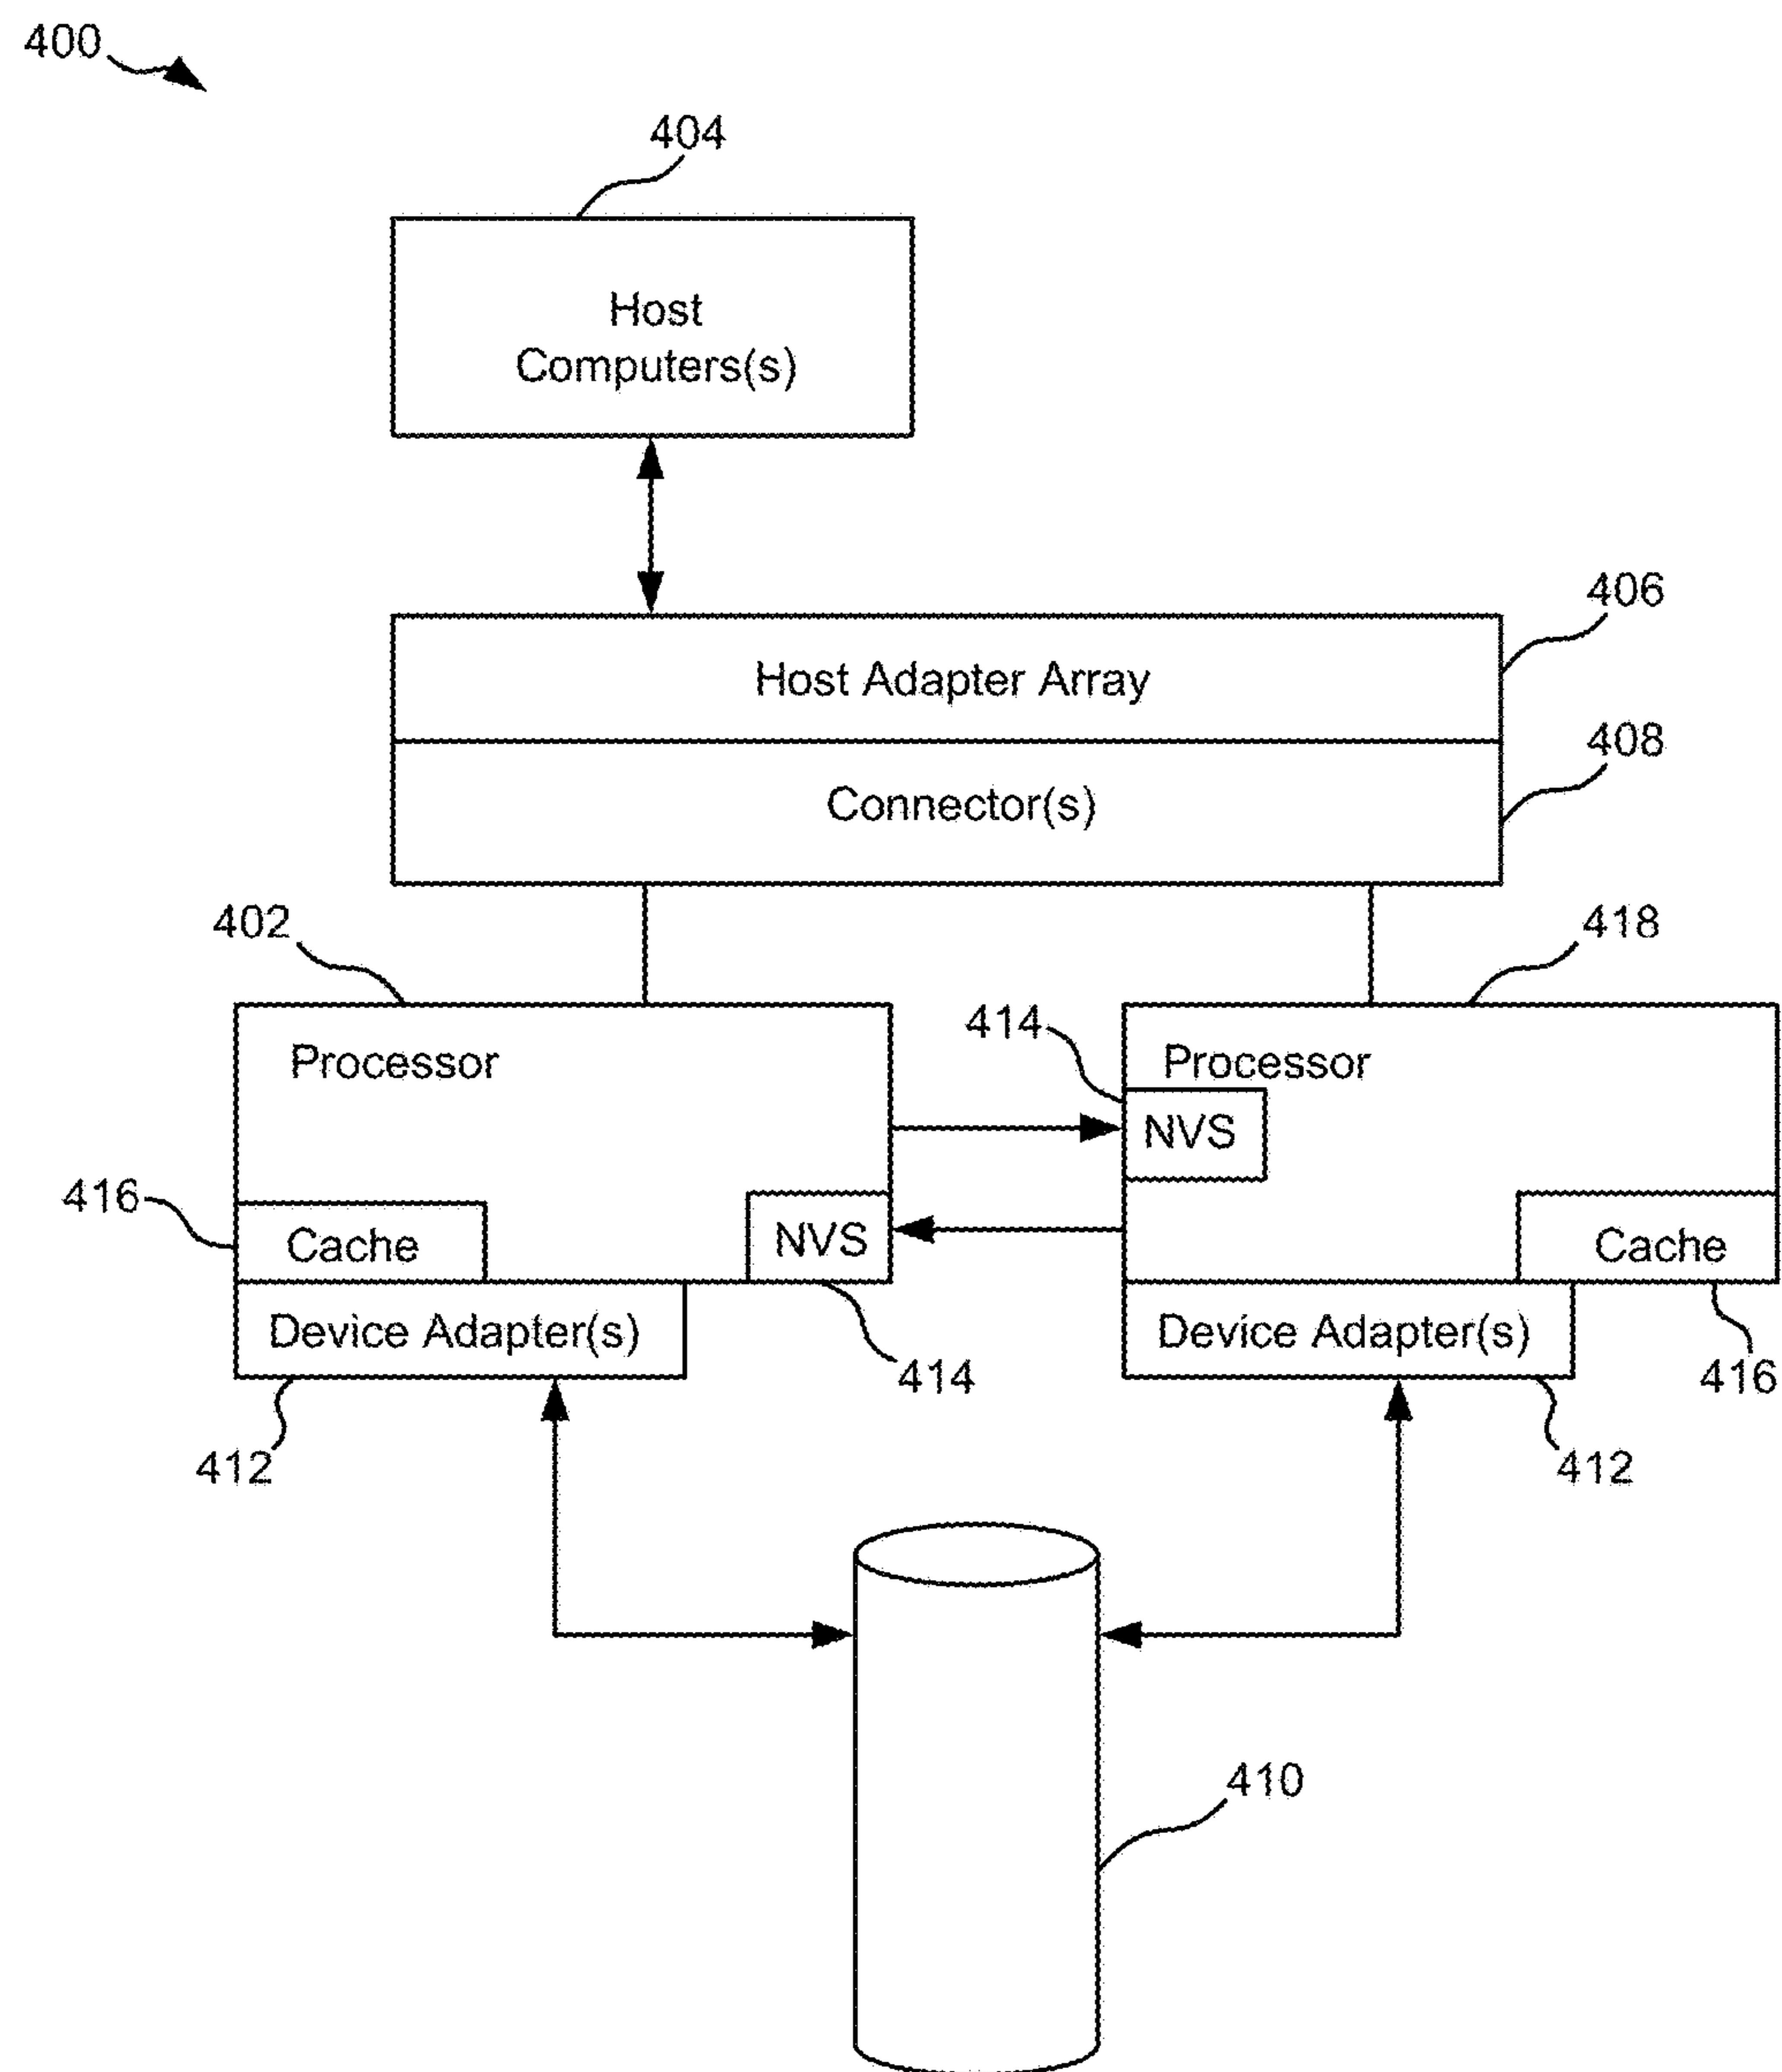 400
404
Host
Computers(s)
406
Host Adapter Array
408
Connector(s)
402
418
414
Processor
Processor
NVS
416
Cache
NVS
Cache
Device Adapter(s)
Device Adapter(s)
414
416
412
412
410